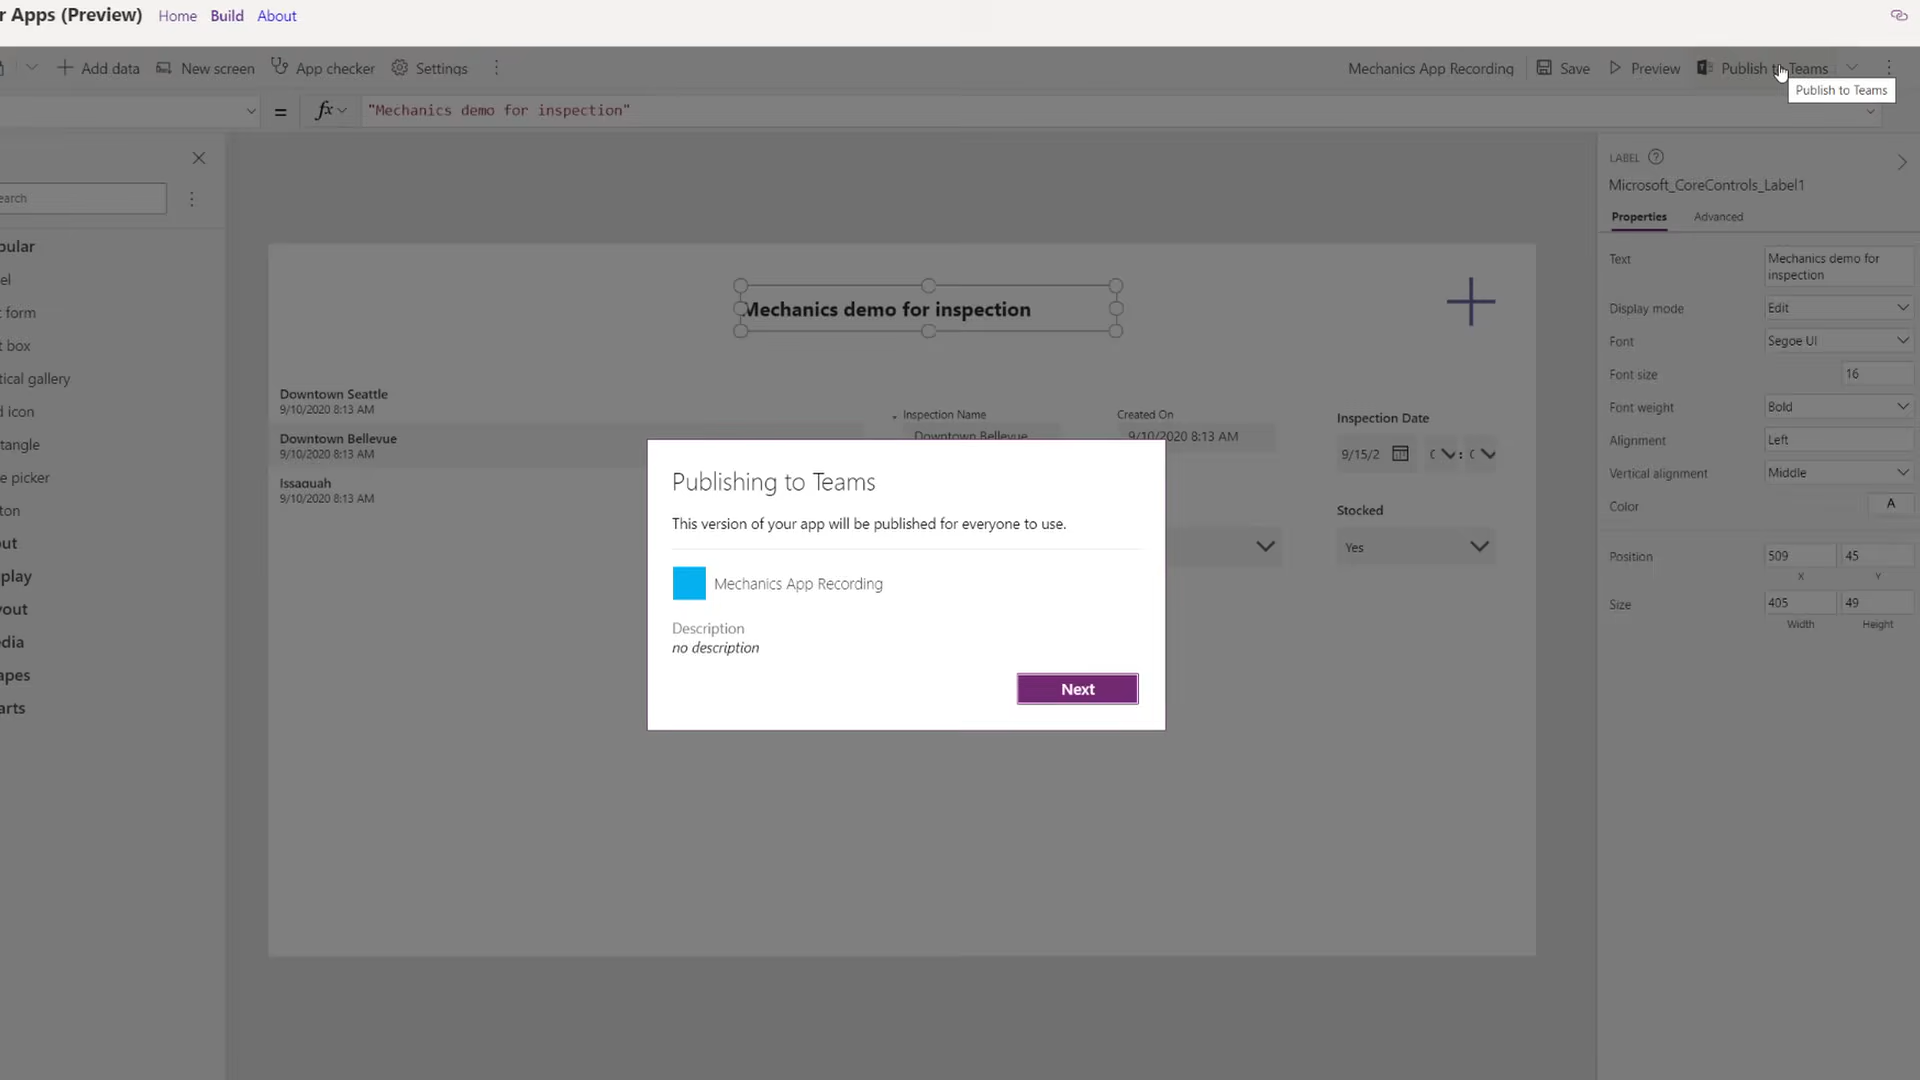 r Apps (Preview) Home Build About
Add data New screen App checker Settings Mechanics App Recording Save Preview Publish to Teams
Publish to Teams
= fx "Mechanics demo for inspection"
earch
pular
el
t form
t box
tical gallery
d icon
tangle
e picker
ton
ut
play
yout
edia
apes
arts
Mechanics demo for inspection
Downtown Seattle
9/10/2020 8:13 AM
Downtown Bellevue
9/10/2020 8:13 AM
Issaquah
9/10/2020 8:13 AM
Inspection Name Created On Inspection Date
Downtown Bellevue 9/10/2020 8:13 AM
9/15/2 :
Stocked
Yes
Publishing to Teams
This version of your app will be published for everyone to use.
Mechanics App Recording
Description
no description
Next
LABEL ?
Microsoft_CoreControls_Label1
Properties Advanced
Text Mechanics demo for
inspection
Display mode Edit
Font Segoe UI
Font size 16
Font weight Bold
Alignment Left
Vertical alignment Middle
Color A
Position 509 45
X Y
Size 405 49
Width Height